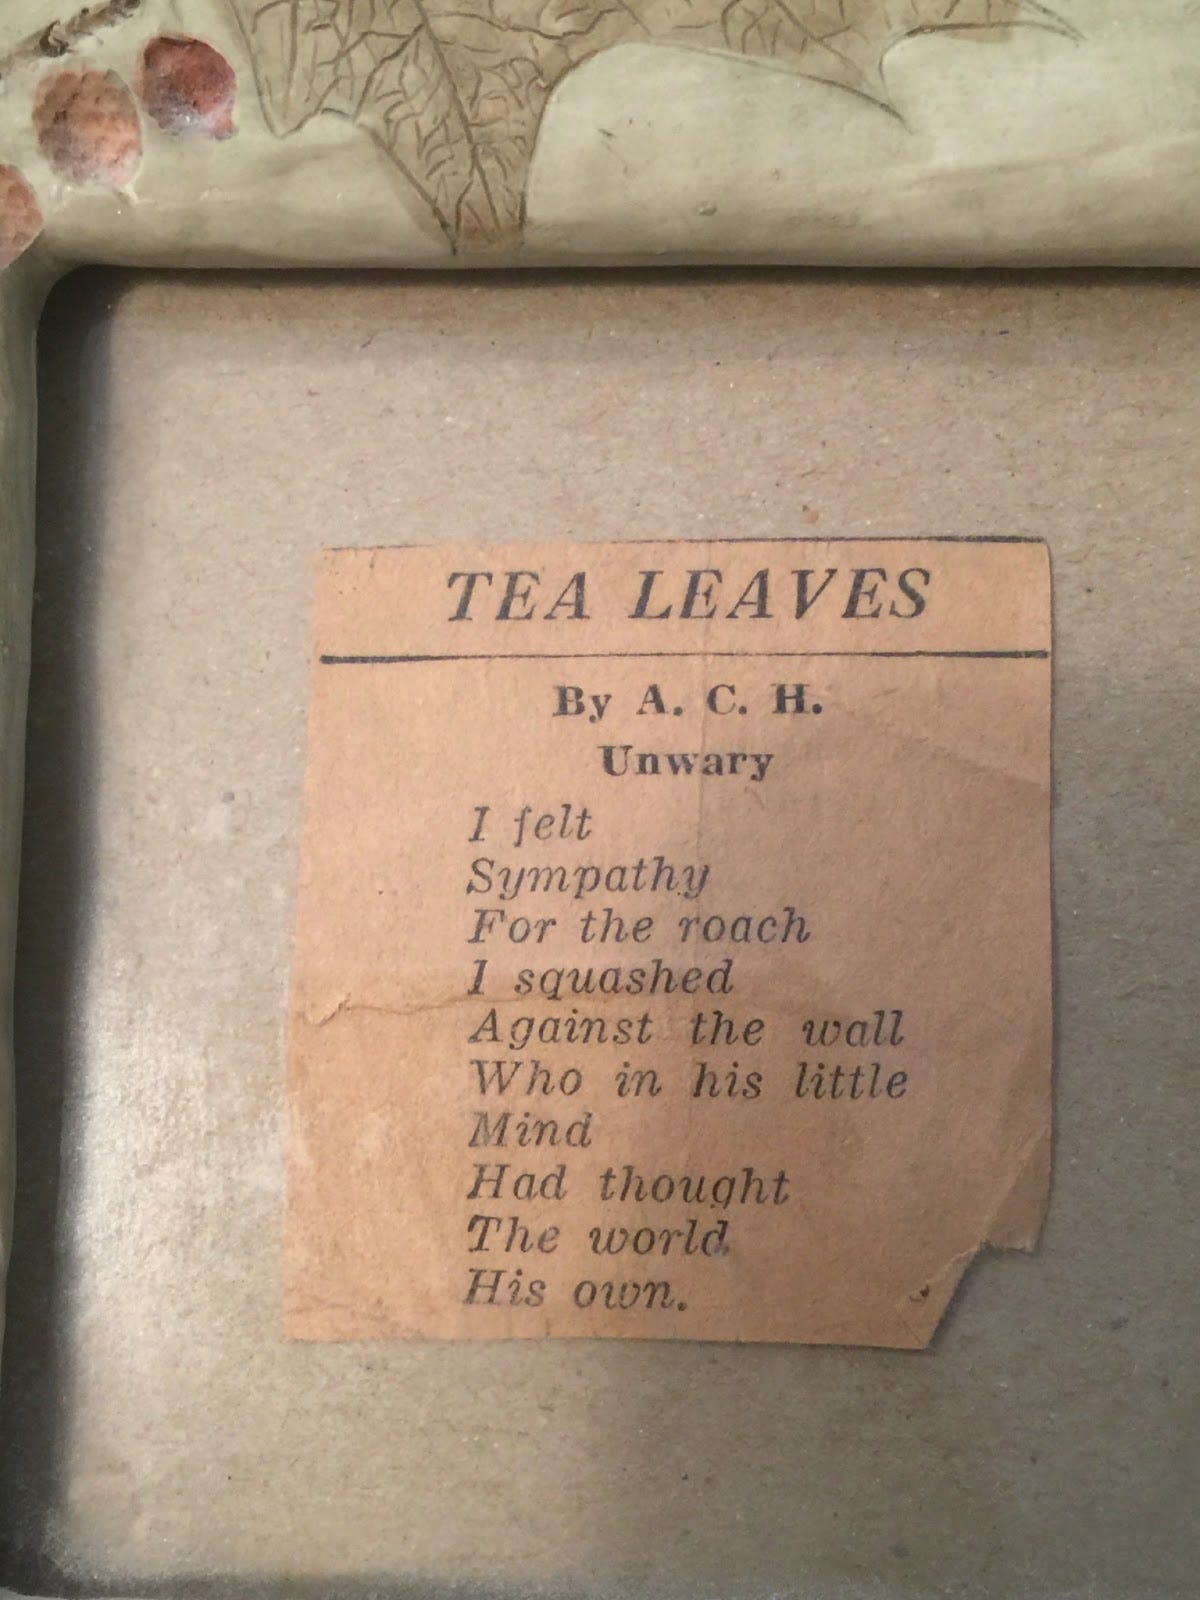 TEA LEAVES
By A. C. H.
Unwary
I felt
Sympathy
For the roach
I squashed
Against the wall
Who in his little
Mind
Had thought
The world
His own.